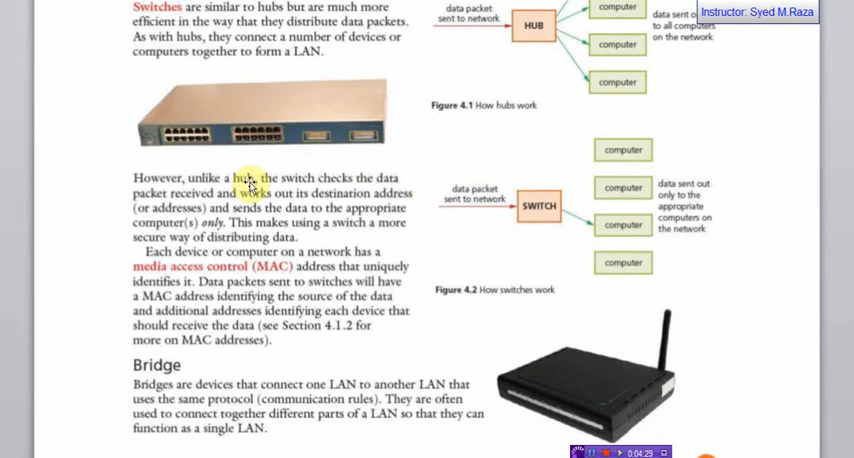 Switches are similar to hubs but are much more
efficient in the way that they distribute data packets.
As with hubs, they connect a number of devices or
computers together to form a LAN.
data packet
sent to network
HUB
computer
computer
computer
data sent
to all computers
on the network
Instructor: Syed M.Raza
Figure 4.1 How hubs work
However, unlike a hub, the switch checks the data
packet received and works out its destination address
(or addresses) and sends the data to the appropriate
computer(s) only. This makes using a switch a more
secure way of distributing data.
Each device or computer on a network has a
media access control (MAC) address that uniquely
identifies it. Data packets sent to switches will have
a MAC address identifying the source of the data
and additional addresses identifying each device that
should receive the data (see Section 4.1.2 for
more on MAC addresses).
data packet
sent to network
SWITCH
computer
computer
computer
computer
data sent out
only to the
appropriate
computers on
the network
Figure 4.2 How switches work
Bridge
Bridges are devices that connect one LAN to another LAN that
uses the same protocol (communication rules). They are often
used to connect together different parts of a LAN so that they can
function as a single LAN.
0:04:29